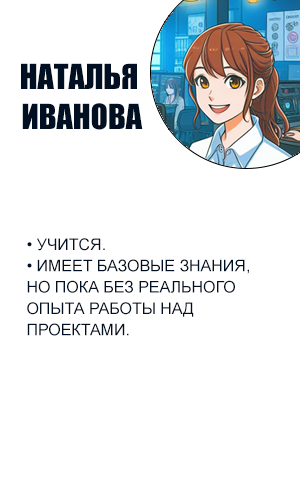 НАТАЛЬЯ
ИВАНОВА
• УЧИТСЯ.
• ИМЕЕТ БАЗОВЫЕ ЗНАНИЯ,
НО ПОКА БЕЗ РЕАЛЬНОГО
ОПЫТА РАБОТЫ НАД
ПРОЕКТАМИ.